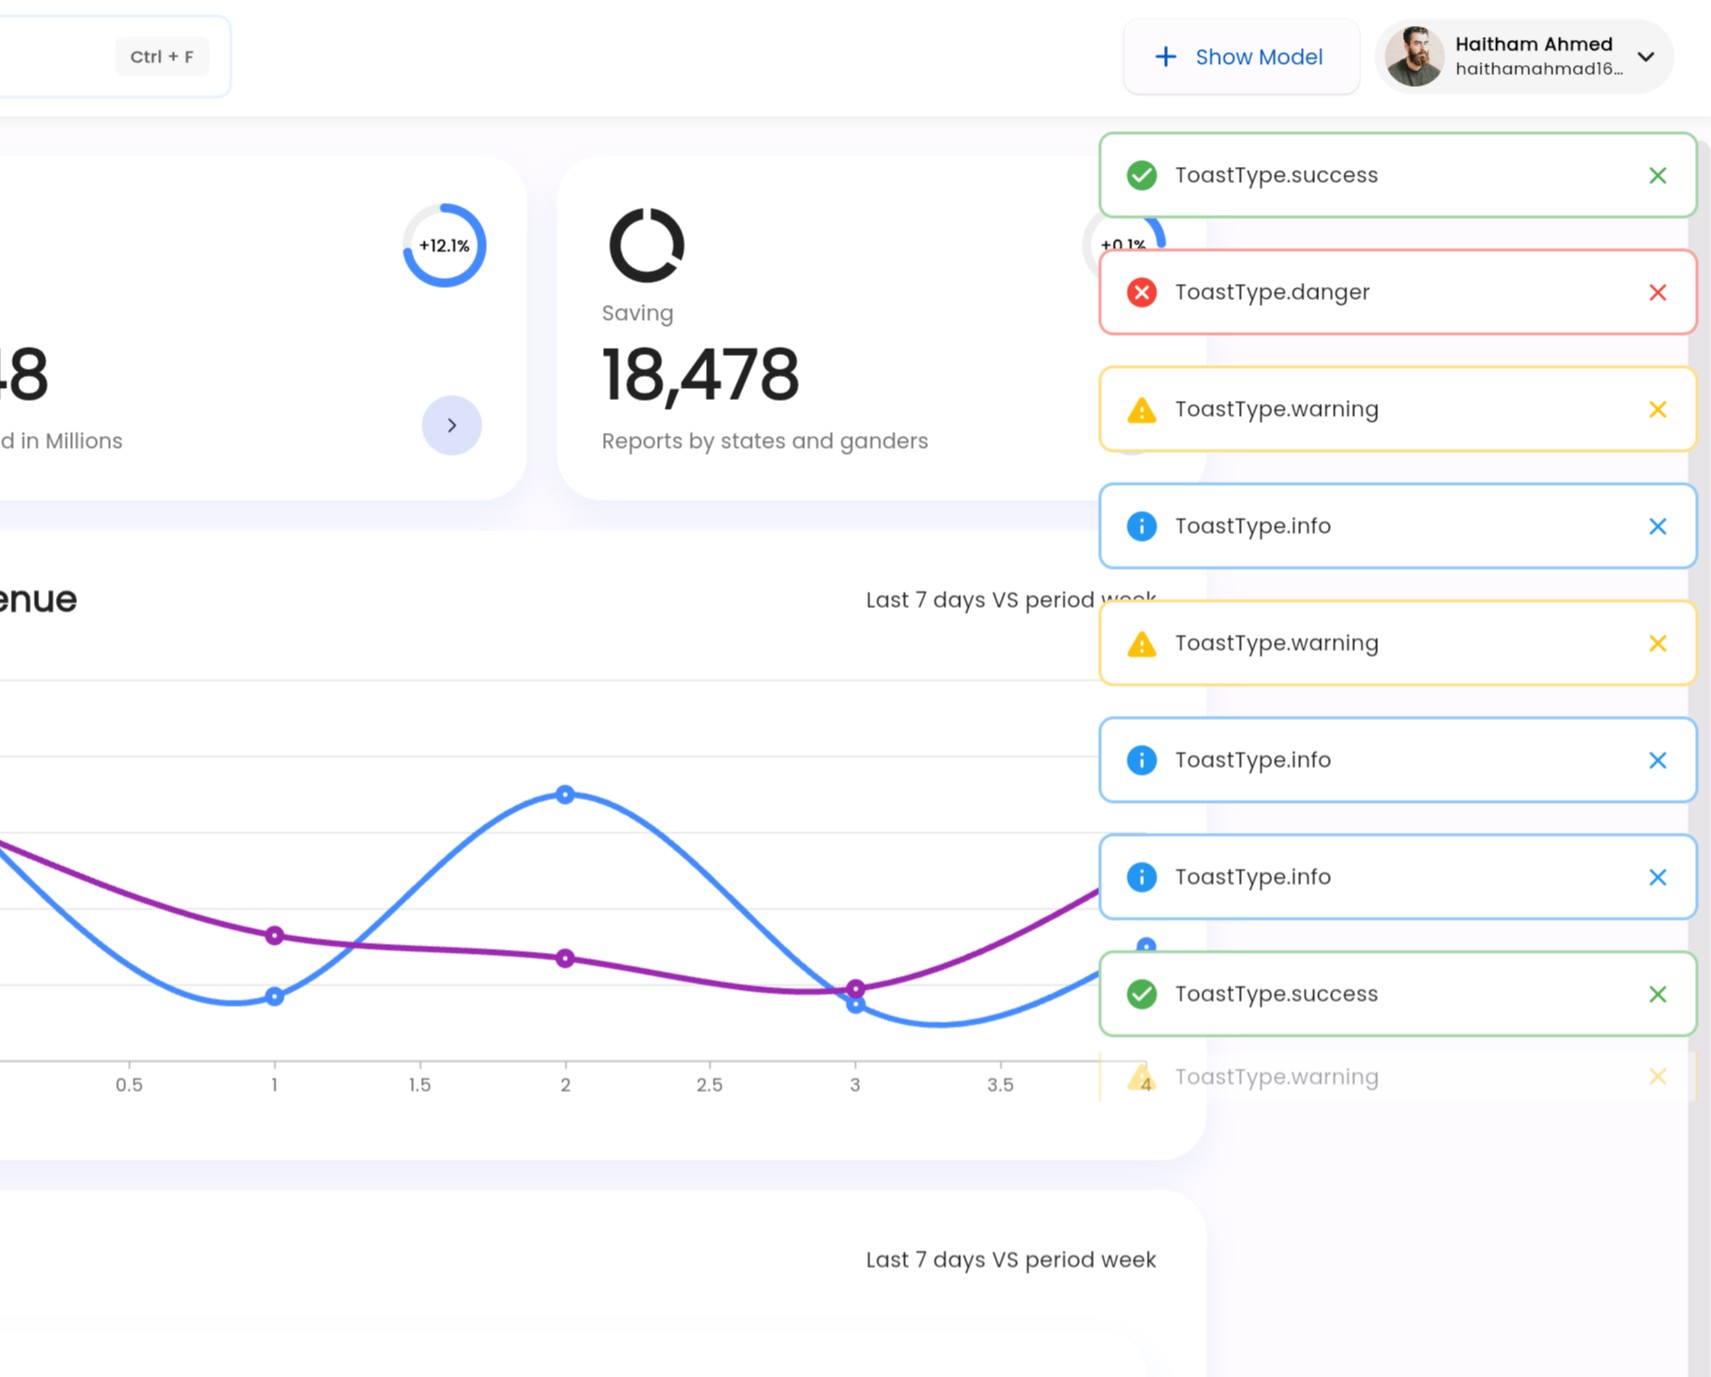 Ctrl + F
Show Model
Haitham Ahmed
haithamahmad16...
ToastType.success
+12.1%
+0.1%
ToastType.danger
Saving
48
18,478
ToastType.warning
d in Millions
Reports by states and ganders
ToastType.info
enue
Last 7 days VS period week
ToastType.warning
ToastType.info
ToastType.info
ToastType.success
ToastType.warning
0.5 1 1.5 2 2.5 3 3.5 4
Last 7 days VS period week